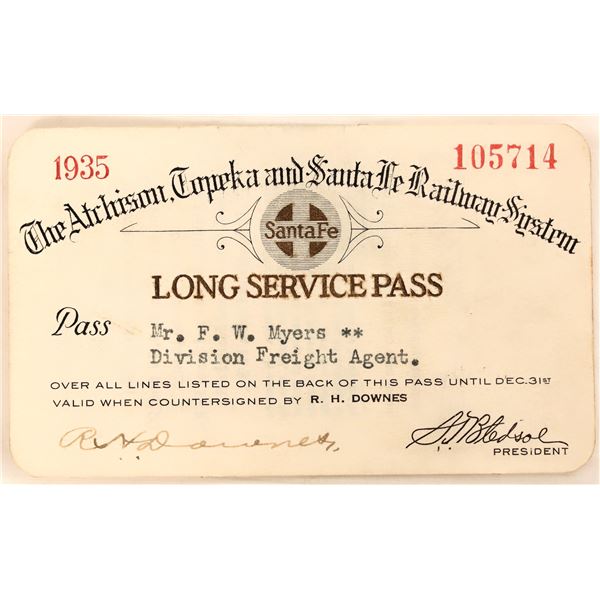 1935 105714
The Atchison, Topeka and Santa Fe Railway System
Santa Fe
LONG SERVICE PASS
Pass Mr. F. W. Myers **
Division Freight Agent.
OVER ALL LINES LISTED ON THE BACK OF THIS PASS UNTIL DEC. 31ST
VALID WHEN COUNTERSIGNED BY R. H. DOWNES
R H Downes, S. T. Bledsoe
PRESIDENT